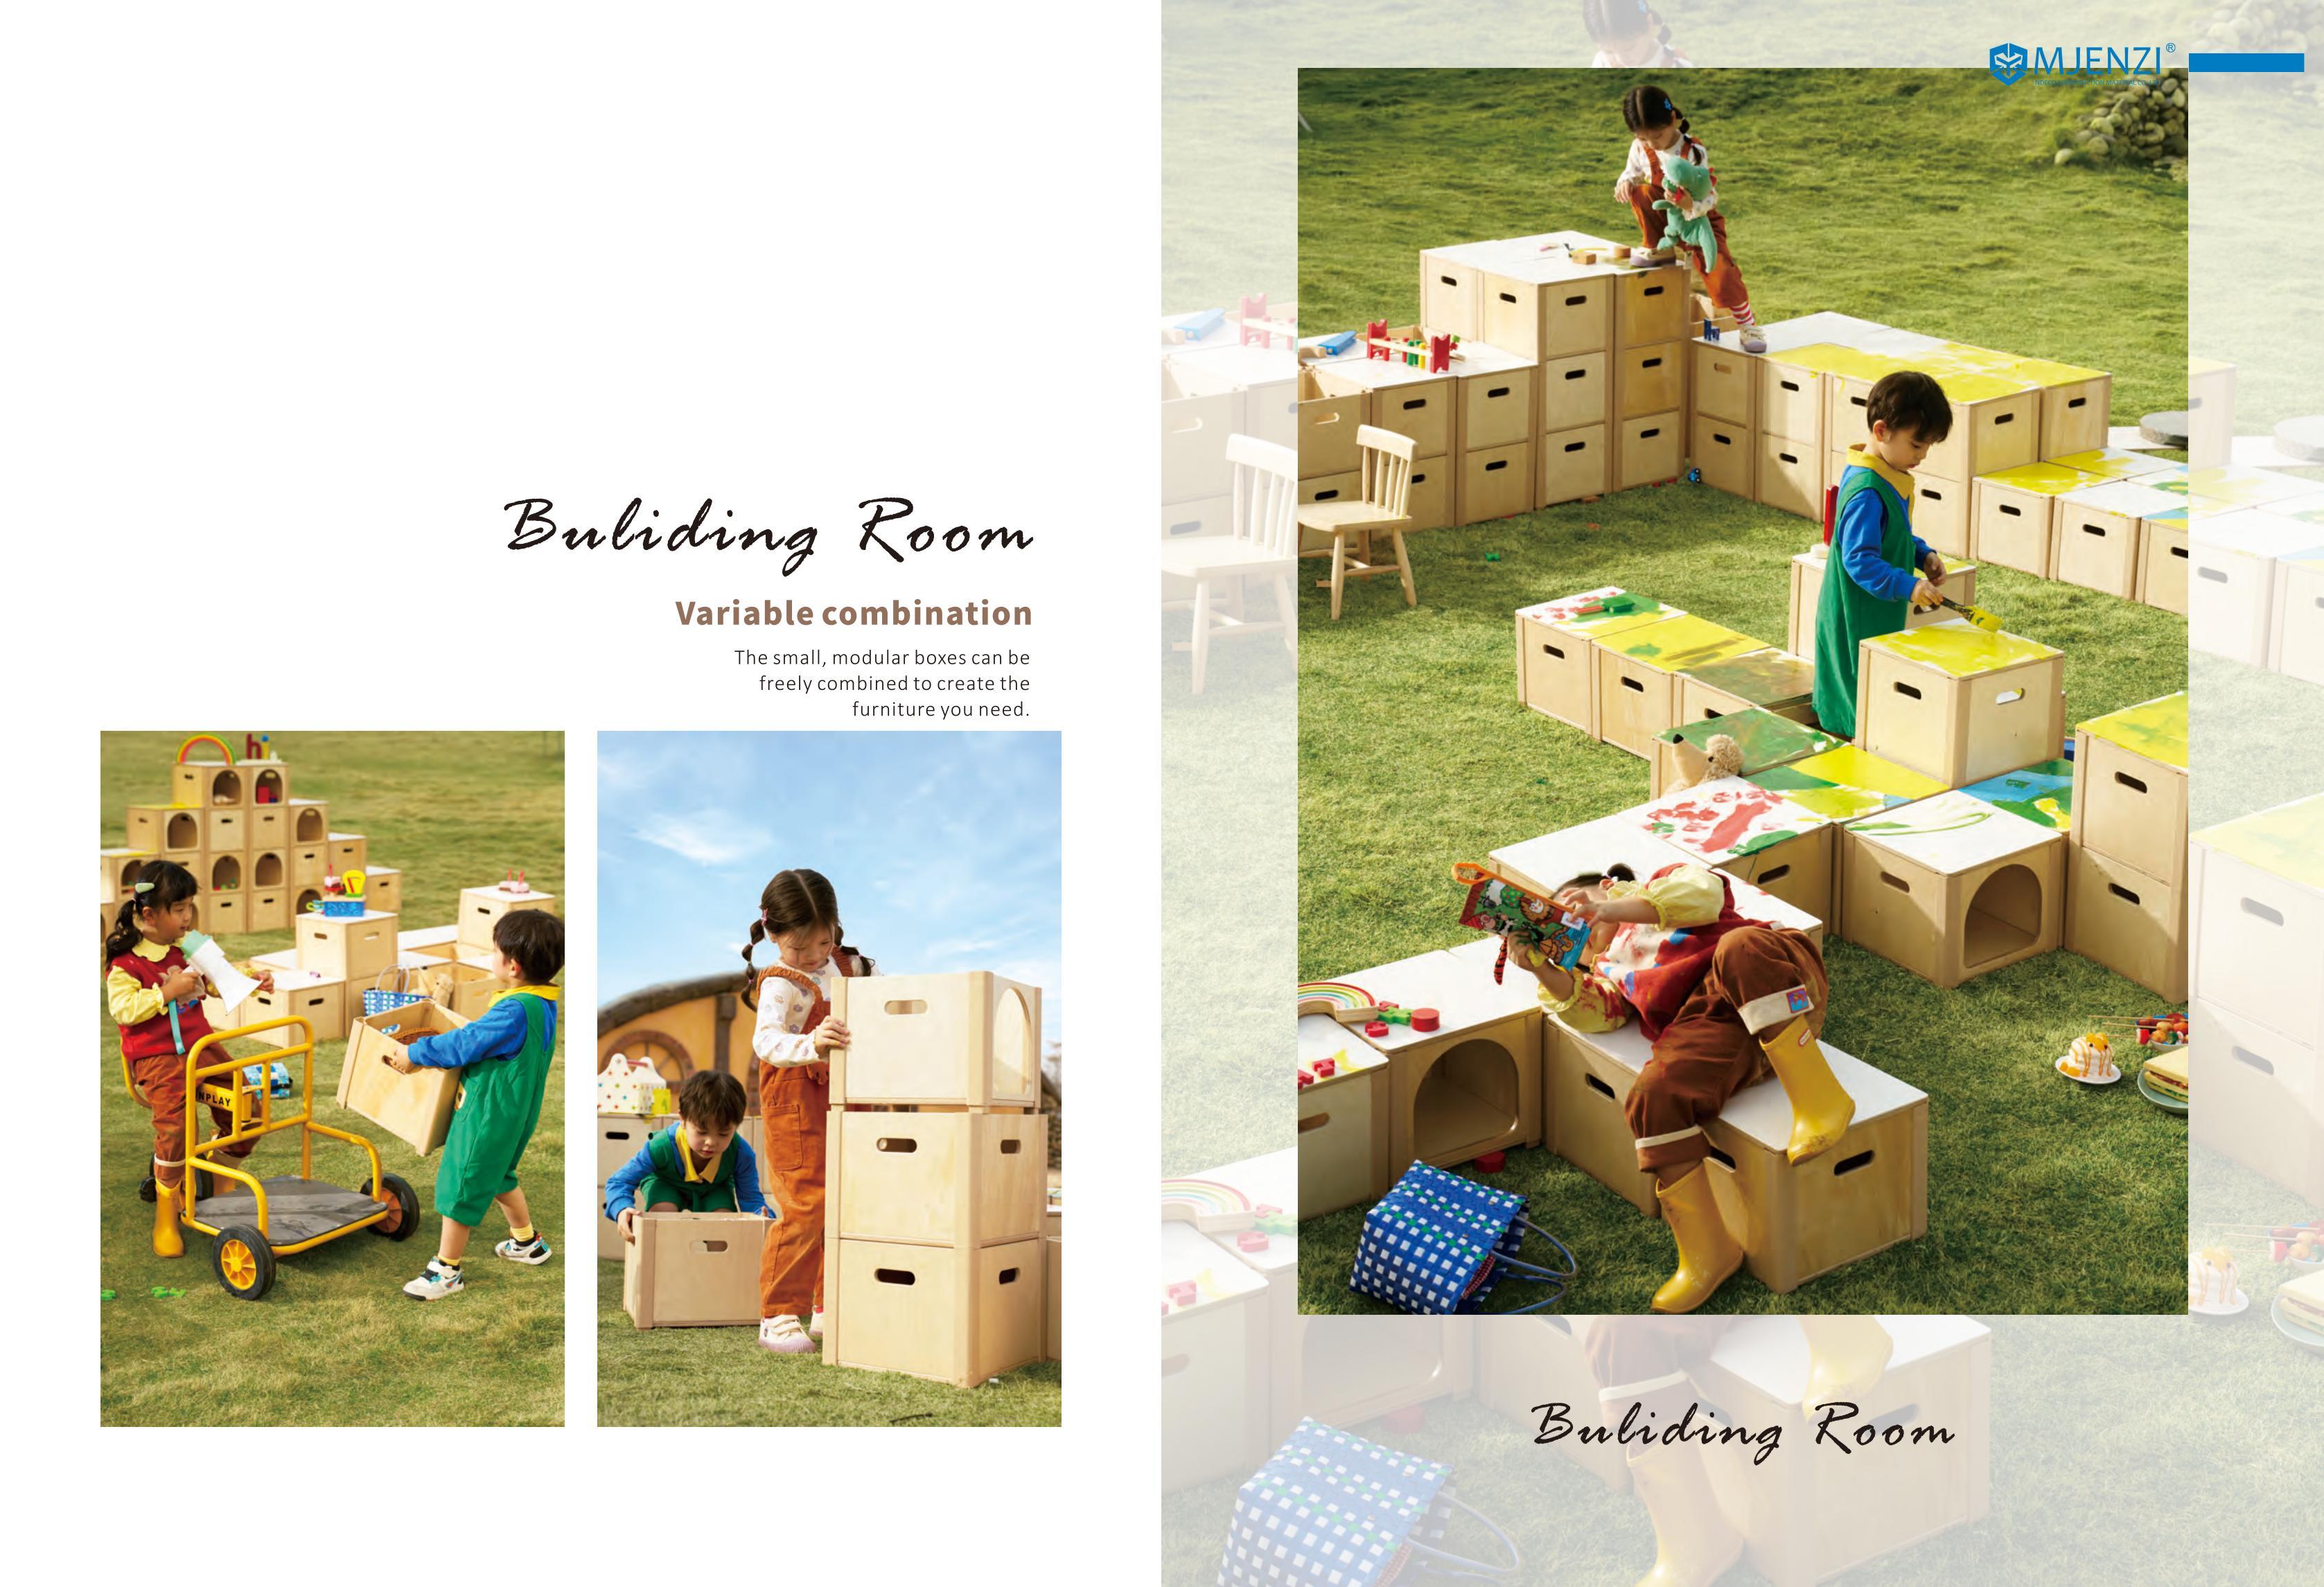 Buliding Room
Variable combination
The small, modular boxes can be
freely combined to create the
furniture you need.
NPLAY
hi
MJENZI®
Buliding Room